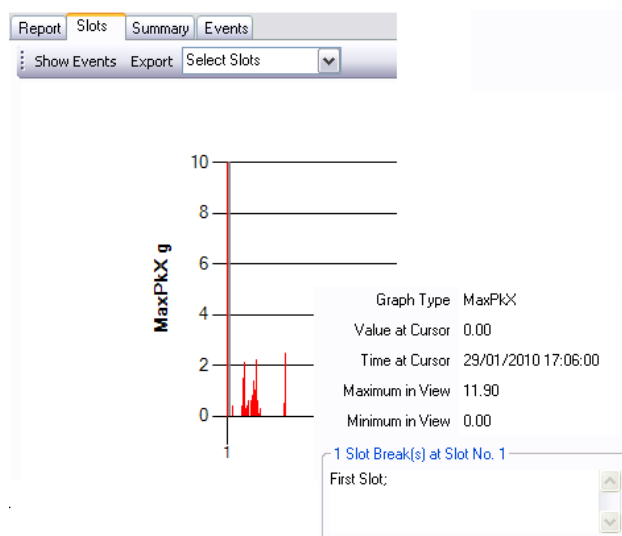 Report Slots Summary Events
Show Events Export Select Slots
10
8
6
4
2
0
MaxPkX g
1
Graph Type MaxPkX
Value at Cursor 0.00
Time at Cursor 29/01/2010 17:06:00
Maximum in View 11.90
Minimum in View 0.00
1 Slot Break(s) at Slot No. 1
First Slot;